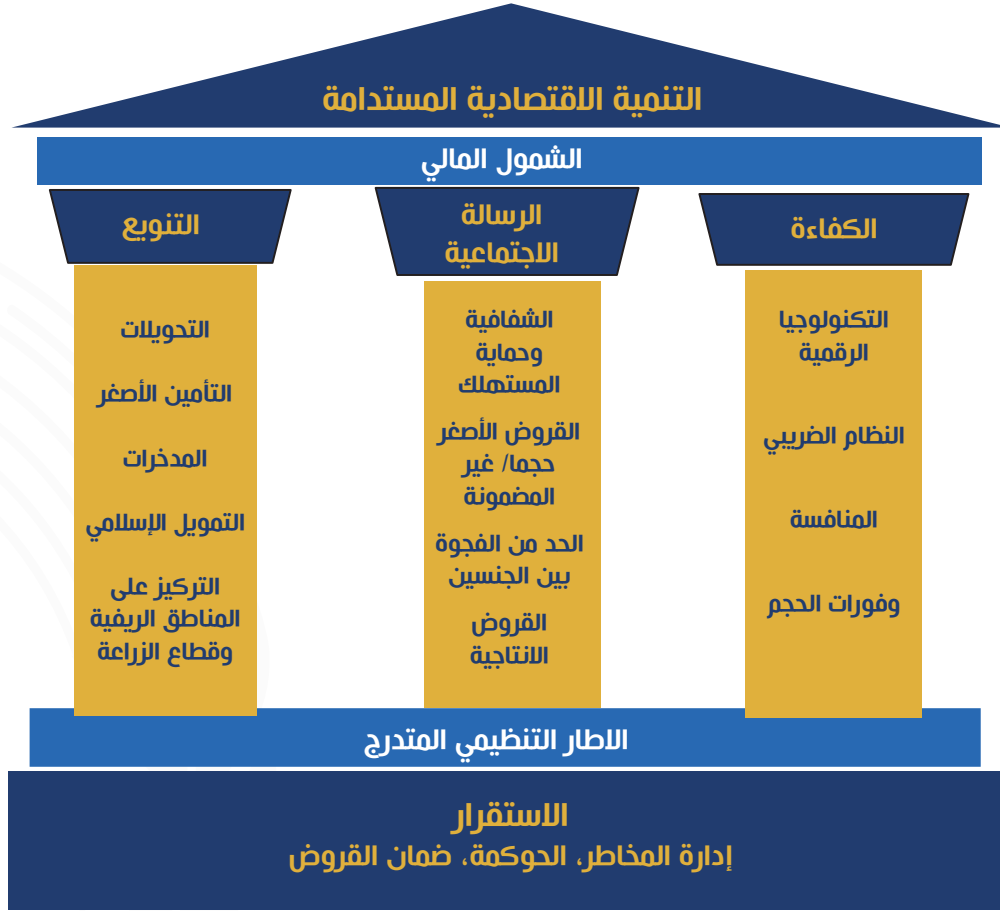 التنمية الاقتصادية المستدامة
الشمول المالي
الكفاءة
التكنولوجيا
الرقمية
النظام الضريبي
المنافسة
وفورات الحجم
الرسالة
الاجتماعية
الشفافية
وحماية
المستهلك
القروض الأصغر
حجما/ غير
المضمونة
الحد من الفجوة
بين الجنسين
القروض
الانتاجية
التنويع
التحويلات
التأمين الأصغر
المدخرات
التمويل الإسلامي
التركيز على
المناطق الريفية
وقطاع الزراعة
الاطار التنظيمي المتدرج
الاستقرار
إدارة المخاطر، الحوكمة، ضمان القروض